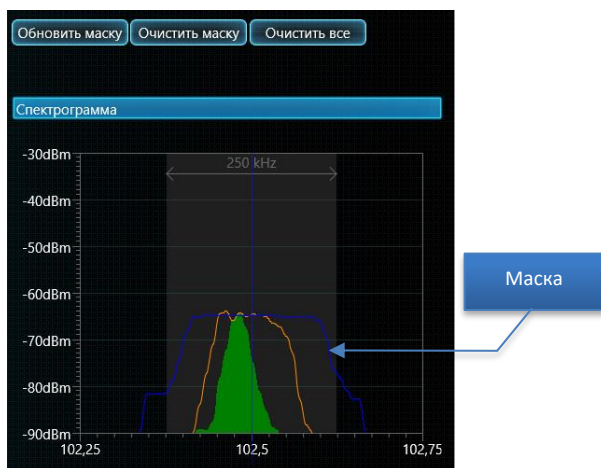 Обновить маску Очистить маску Очистить все
Спектрограмма
-30dBm
250 kHz
-40dBm
-50dBm
-60dBm
Маска
-70dBm
-80dBm
-90dBm
102,25 102,5 102,75